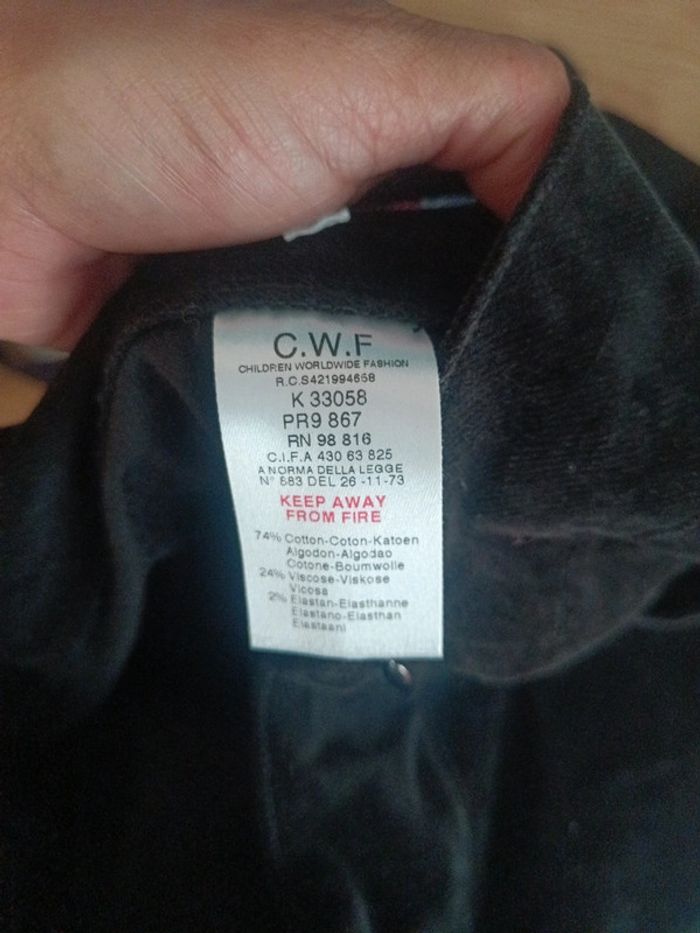 C.W.F
CHILDREN WORLDWIDE FASHION
R.C.S421994658
K 33058
PR9 867
RN 98 816
C.I.F.A 430 63 825
A NORMA DELLA LEGGE
N° 883 DEL 26 -11-73
KEEP AWAY
FROM FIRE
74% Cotton-Coton-Katoen
Algodon-Algodao
Cotone-Boumwolle
24% Viscose-Viskose
Vicosa
2% Elastan-Elasthanne
Elastano-Elasthan
Elastaani